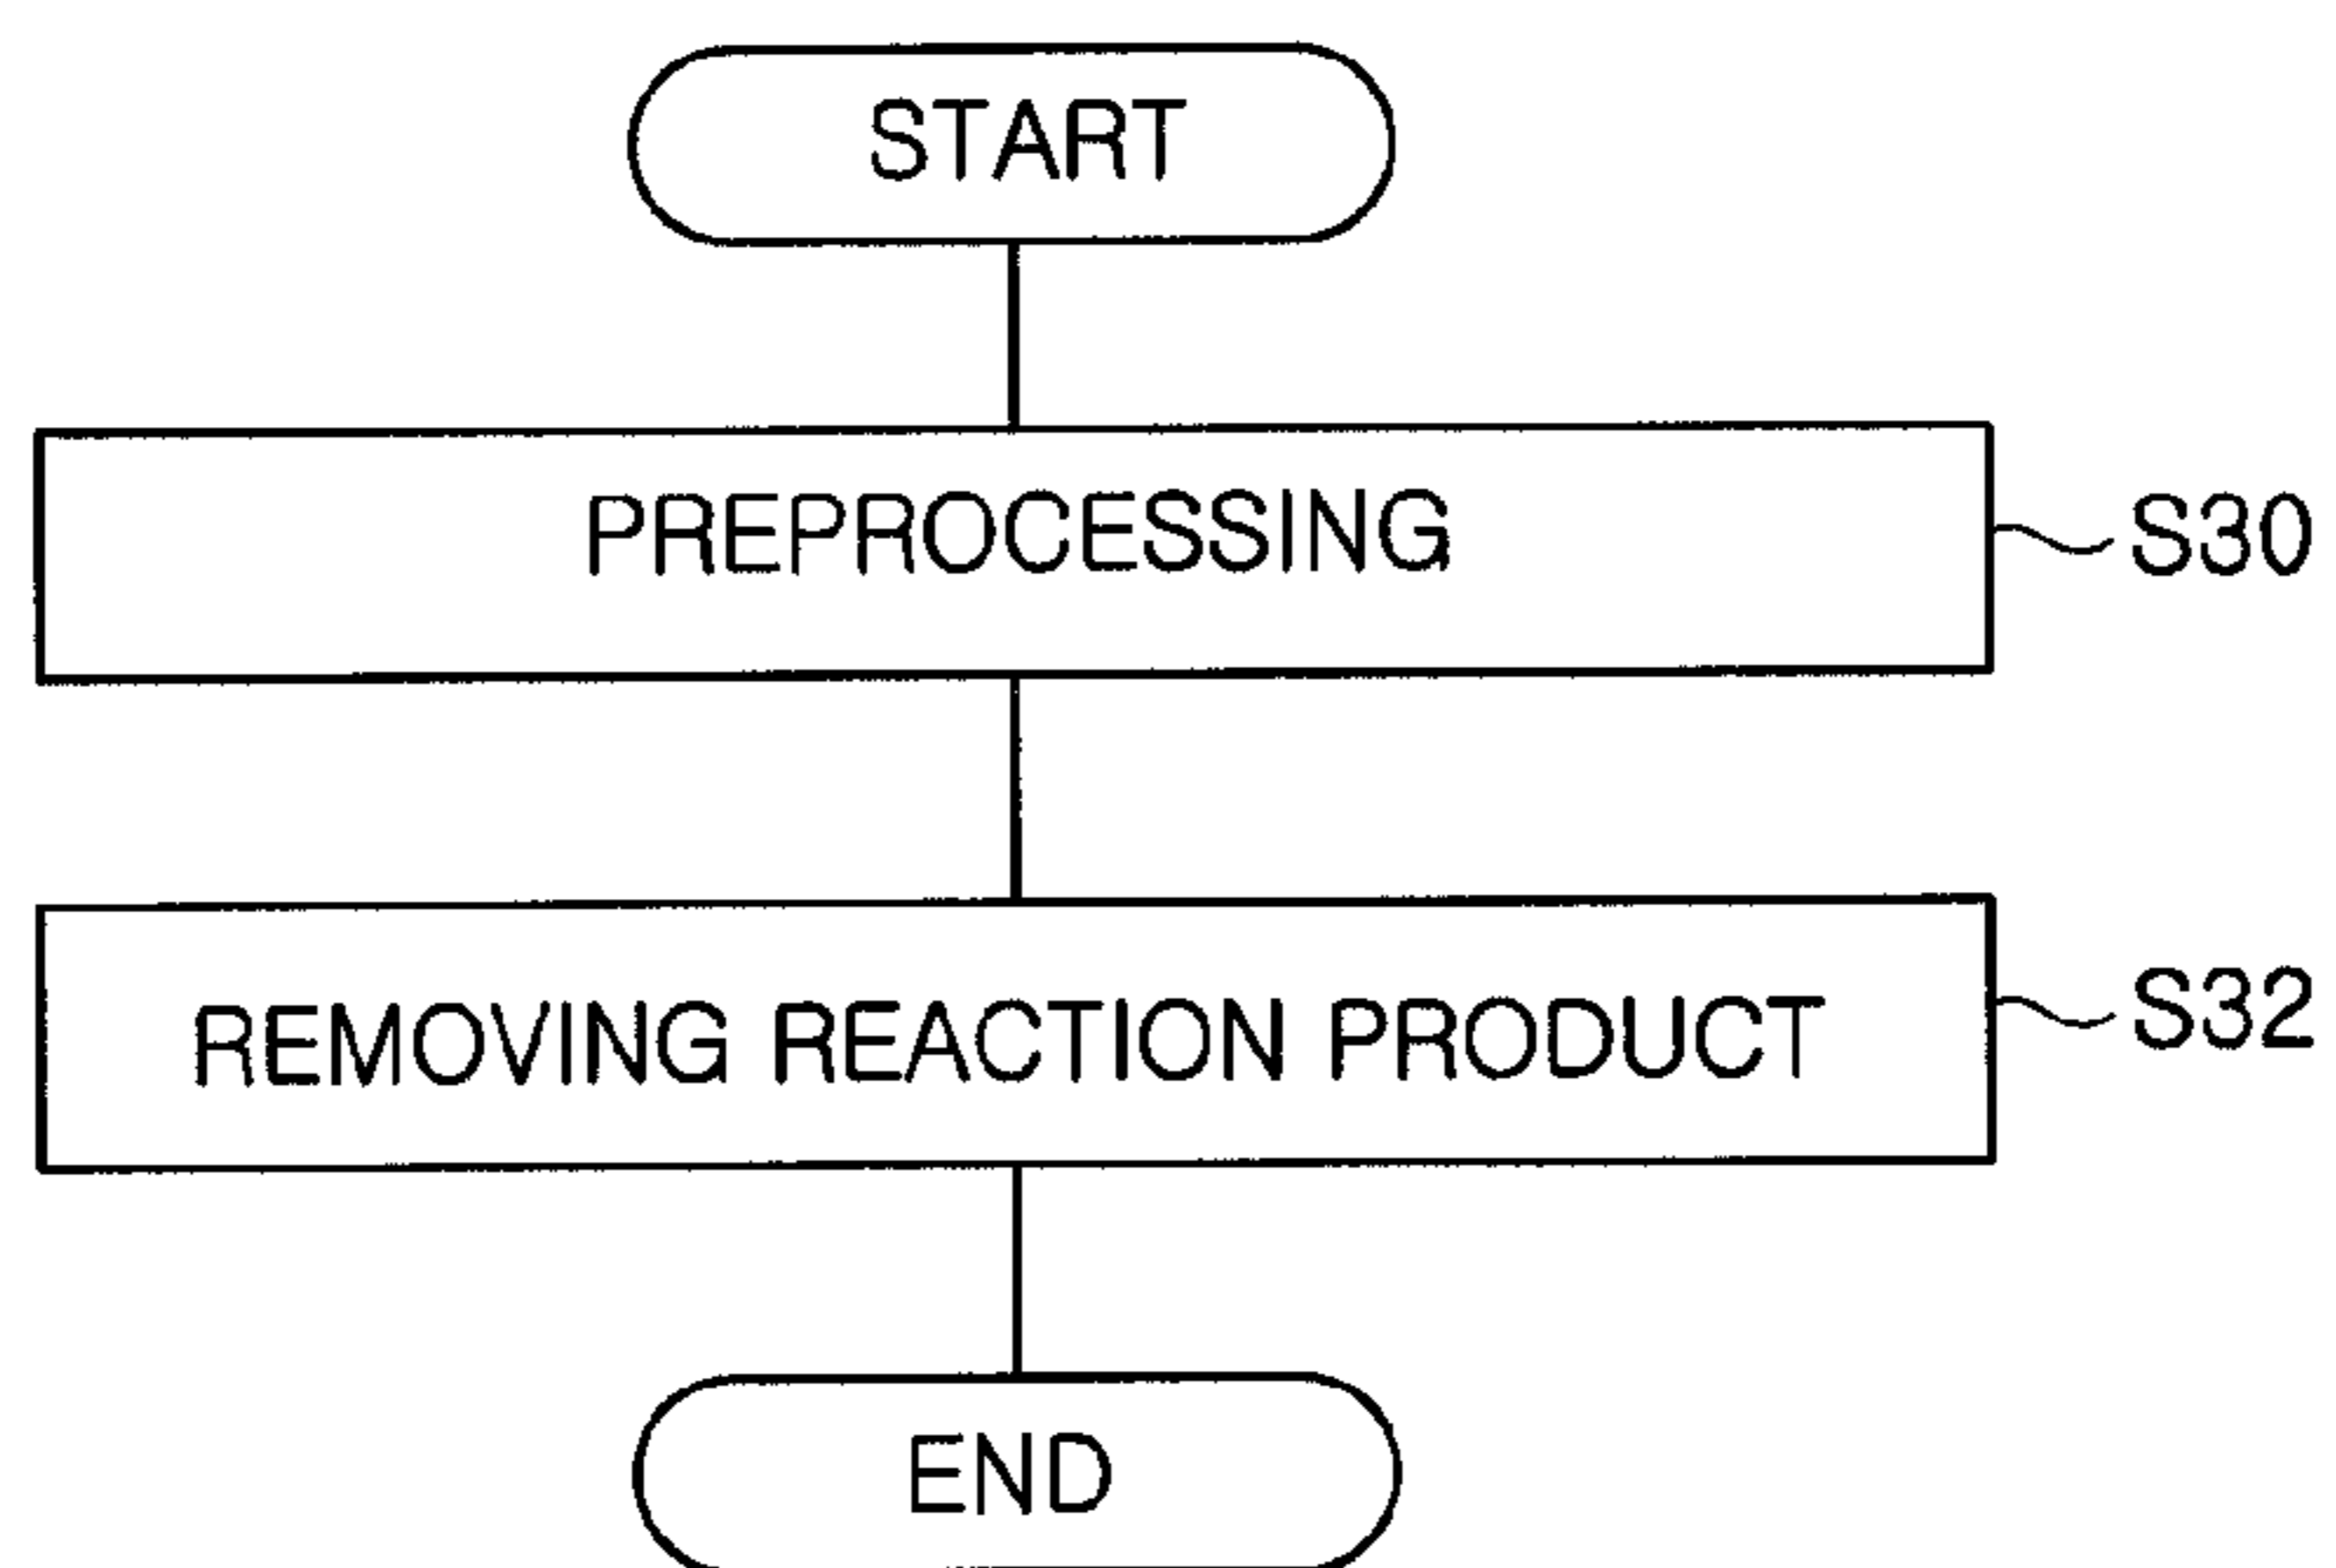 START
PREPROCESSING
S30
REMOVING REACTION PRODUCT
S32
END